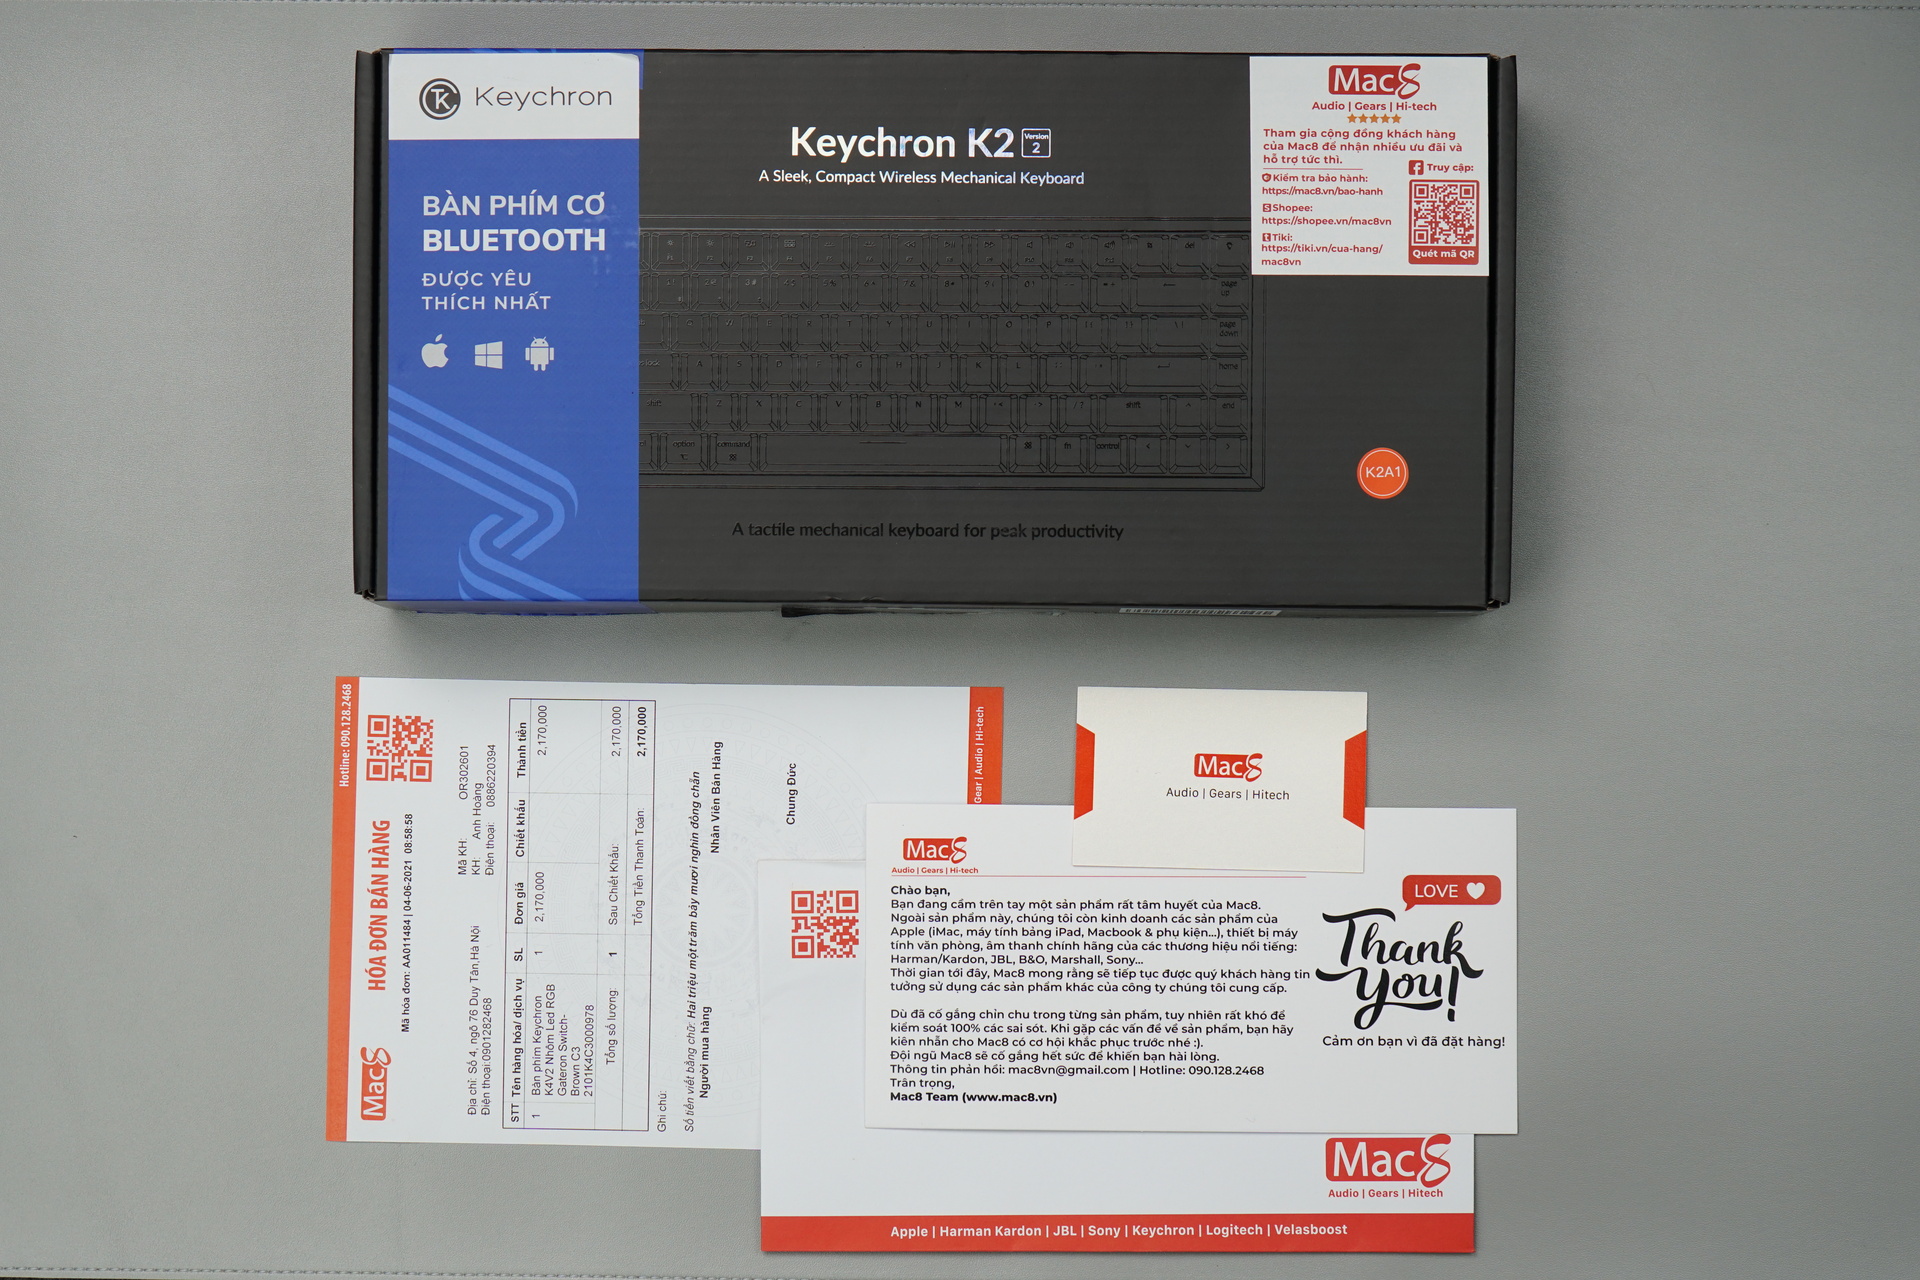 Keychron
BÀN PHÍM CƠ
BLUETOOTH
ĐƯỢC YÊU
THÍCH NHẤT
Keychron K2 Version 2
A Sleek, Compact Wireless Mechanical Keyboard
A tactile mechanical keyboard for peak productivity
K2A1
Mac8
Audio | Gears | Hi-tech
Tham gia cộng đồng khách hàng
của Mac8 để nhận nhiều ưu đãi và
hỗ trợ tức thì.
Kiểm tra bảo hành:
https://mac8.vn/bao-hanh
Shopee:
https://shopee.vn/mac8vn
Tiki:
https://tiki.vn/cua-hang/
mac8vn
Truy cập:
Quét mã QR
page up
page down
home
end
shift
shift
option
command
fn
control
Hotline: 090.128.2468
Mac8
HÓA ĐƠN BÁN HÀNG
Mã hóa đơn: AA011484 | 04-06-2021 08:58:58
Mã KH: OR302601
KH: Anh Hoàng
Địa chỉ: Số 4, ngõ 76 Duy Tân,Hà Nội
Điện thoại: 0886220394
Điện thoại:0901282468
STT Tên hàng hóa/ dịch vụ SL Đơn giá Chiết khấu Thành tiền
1 Bàn phím Keychron 1 2,170,000 2,170,000
K4V2 Nhôm Led RGB
Gateron Switch-
Brown C3
2101K4C3000978
Tổng số lượng: 1 Sau Chiết Khấu: 2,170,000
Tổng Tiền Thanh Toán: 2,170,000
Ghi chú:
Số tiền viết bằng chữ: Hai triệu một trăm bảy mươi nghìn đồng chẵn
Người mua hàng Nhân Viên Bán Hàng
Chung Đức
Gear | Audio | Hi-tech
Mac8
Audio | Gears | Hitech
Mac8
Audio | Gears | Hi-tech
Chào bạn,
Bạn đang cầm trên tay một sản phẩm rất tâm huyết của Mac8.
Ngoài sản phẩm này, chúng tôi còn kinh doanh các sản phẩm của
Apple (iMac, máy tính bảng iPad, Macbook & phụ kiện...), thiết bị máy
tính văn phòng, âm thanh chính hãng của các thương hiệu nổi tiếng:
Harman/Kardon, JBL, B&O, Marshall, Sony...
Thời gian tới đây, Mac8 mong rằng sẽ tiếp tục được quý khách hàng tin
tưởng sử dụng các sản phẩm khác của công ty chúng tôi cung cấp.
Dù đã cố gắng chỉn chu trong từng sản phẩm, tuy nhiên rất khó để
kiểm soát 100% các sai sót. Khi gặp các vấn đề về sản phẩm, bạn hãy
kiên nhẫn cho Mac8 có cơ hội khắc phục trước nhé :).
Đội ngũ Mac8 sẽ cố gắng hết sức để khiến bạn hài lòng.
Thông tin phản hồi: mac8vn@gmail.com | Hotline: 090.128.2468
Trân trọng,
Mac8 Team (www.mac8.vn)
LOVE
Thank
You!
Cảm ơn bạn vì đã đặt hàng!
Mac8
Audio | Gears | Hitech
Apple | Harman Kardon | JBL | Sony | Keychron | Logitech | Velasboost